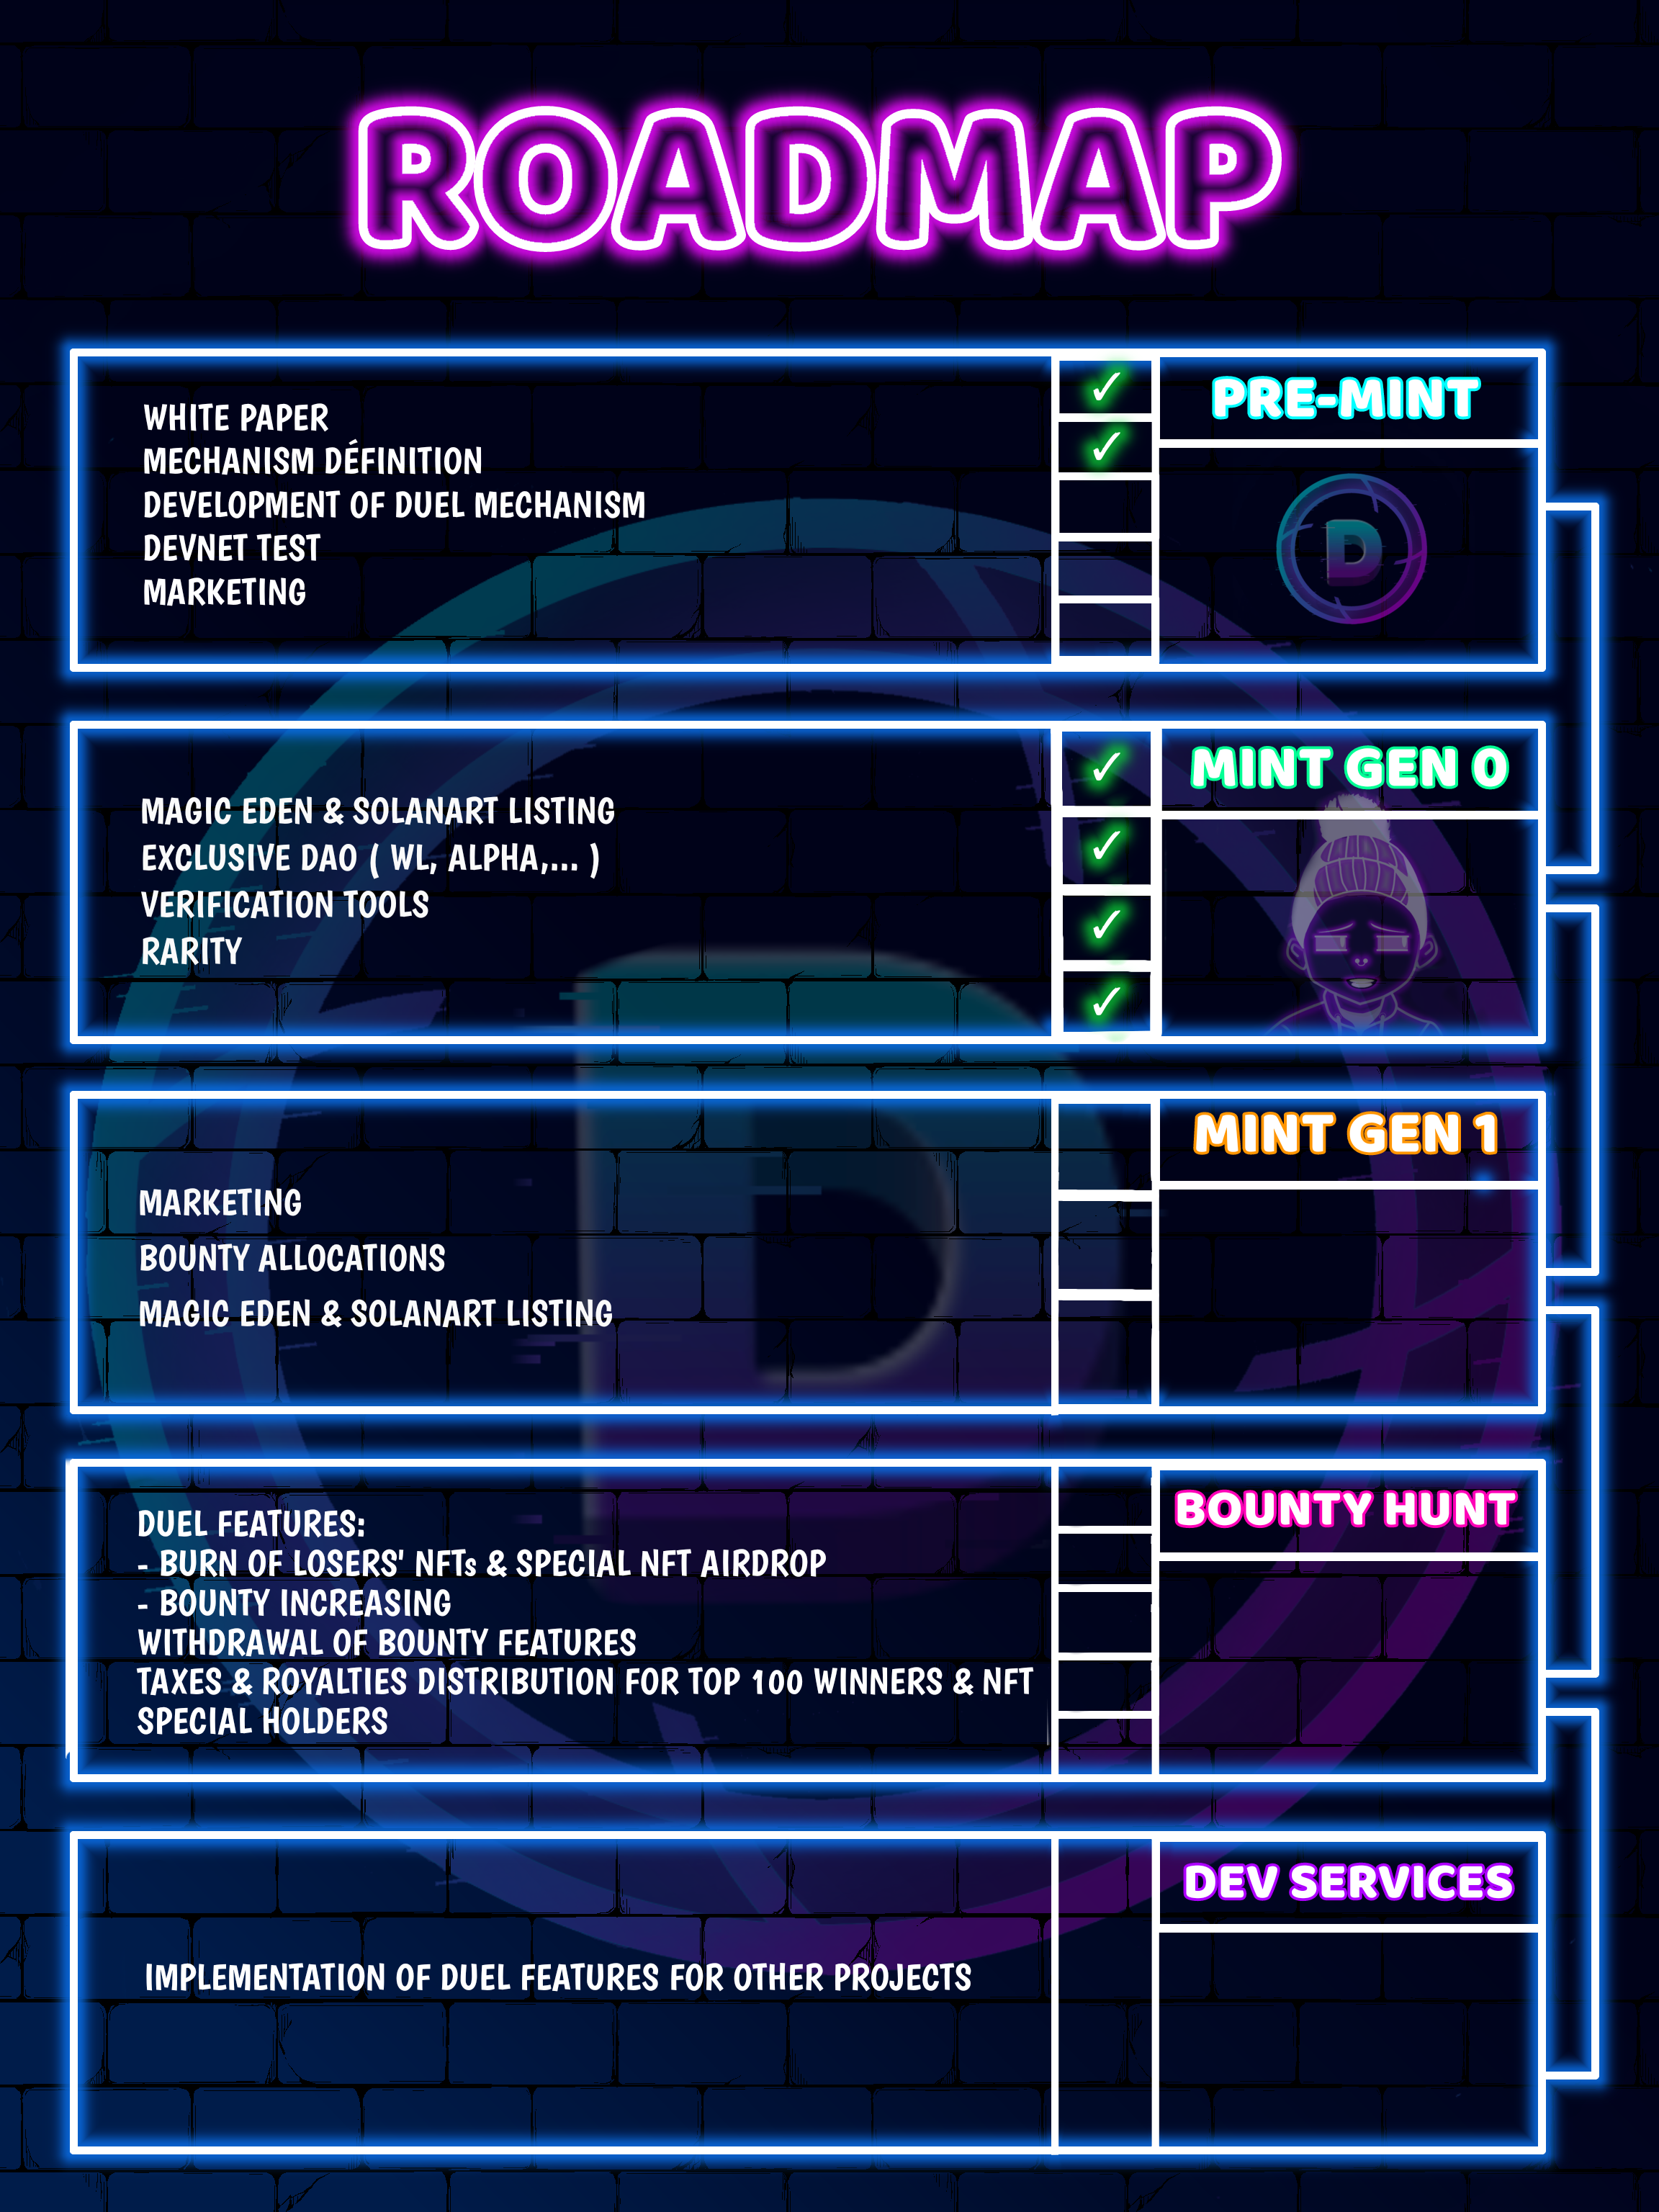 ROADMAP
WHITE PAPER
MECHANISM DÉFINITION
DEVELOPMENT OF DUEL MECHANISM
DEVNET TEST
MARKETING
✓
✓
PRE-MINT
D
MAGIC EDEN & SOLANART LISTING
EXCLUSIVE DAO ( WL, ALPHA,... )
VERIFICATION TOOLS
RARITY
✓
✓
✓
✓
MINT GEN 0
MARKETING
BOUNTY ALLOCATIONS
MAGIC EDEN & SOLANART LISTING
MINT GEN 1
D
DUEL FEATURES:
- BURN OF LOSERS' NFTs & SPECIAL NFT AIRDROP
- BOUNTY INCREASING
WITHDRAWAL OF BOUNTY FEATURES
TAXES & ROYALTIES DISTRIBUTION FOR TOP 100 WINNERS & NFT
SPECIAL HOLDERS
BOUNTY HUNT
IMPLEMENTATION OF DUEL FEATURES FOR OTHER PROJECTS
DEV SERVICES